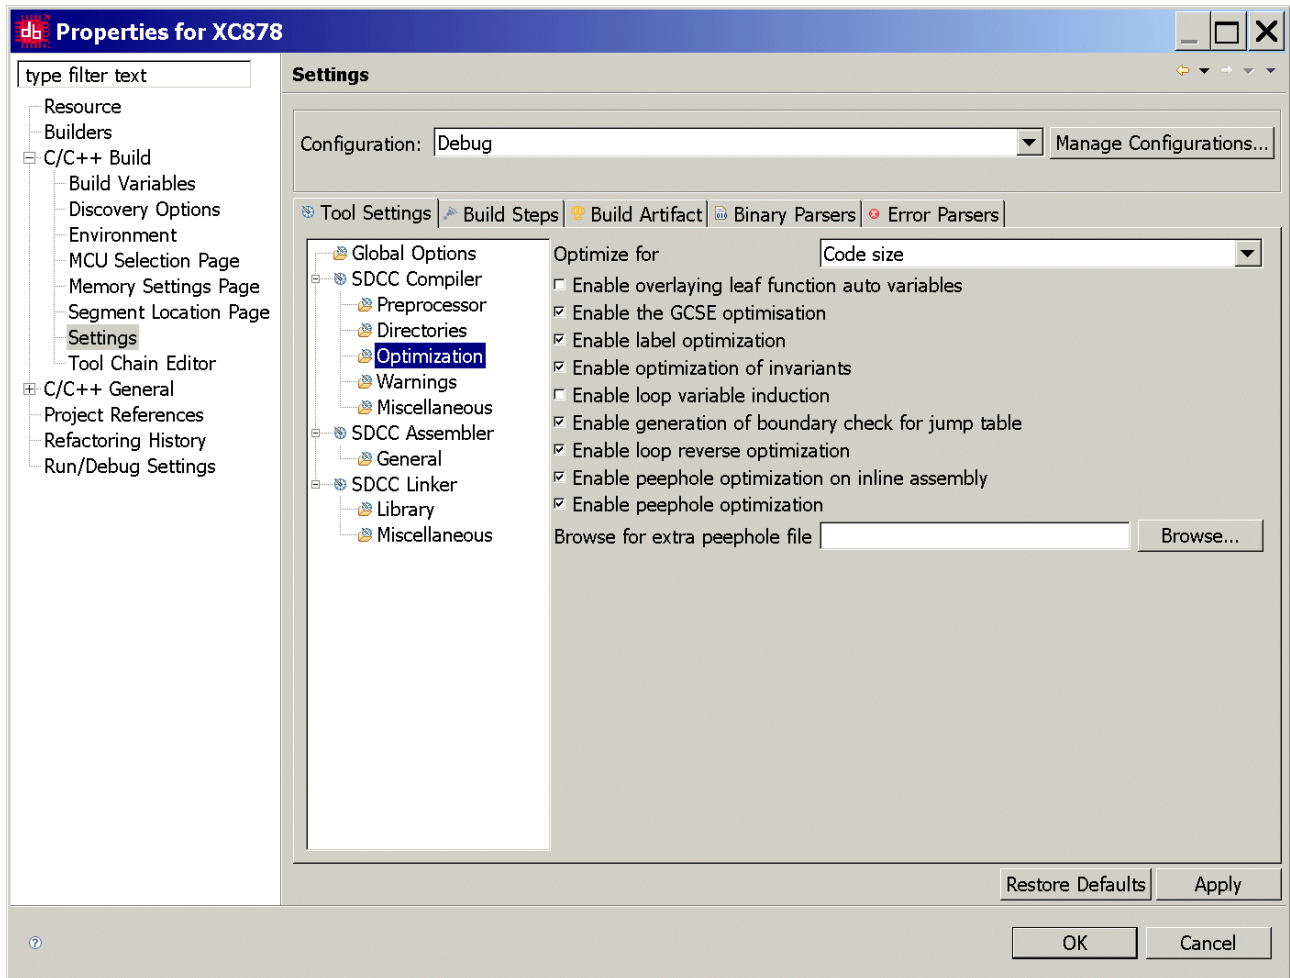 Properties for XC878
type filter text
Resource
Builders
C/C++ Build
Build Variables
Discovery Options
Environment
MCU Selection Page
Memory Settings Page
Segment Location Page
Settings
Tool Chain Editor
C/C++ General
Project References
Refactoring History
Run/Debug Settings
Settings
Configuration: Debug Manage Configurations...
Tool Settings Build Steps Build Artifact Binary Parsers Error Parsers
Global Options
SDCC Compiler
Preprocessor
Directories
Optimization
Warnings
Miscellaneous
SDCC Assembler
General
SDCC Linker
Library
Miscellaneous
Optimize for Code size
Enable overlaying leaf function auto variables
Enable the GCSE optimisation
Enable label optimization
Enable optimization of invariants
Enable loop variable induction
Enable generation of boundary check for jump table
Enable loop reverse optimization
Enable peephole optimization on inline assembly
Enable peephole optimization
Browse for extra peephole file Browse...
Restore Defaults Apply
OK Cancel